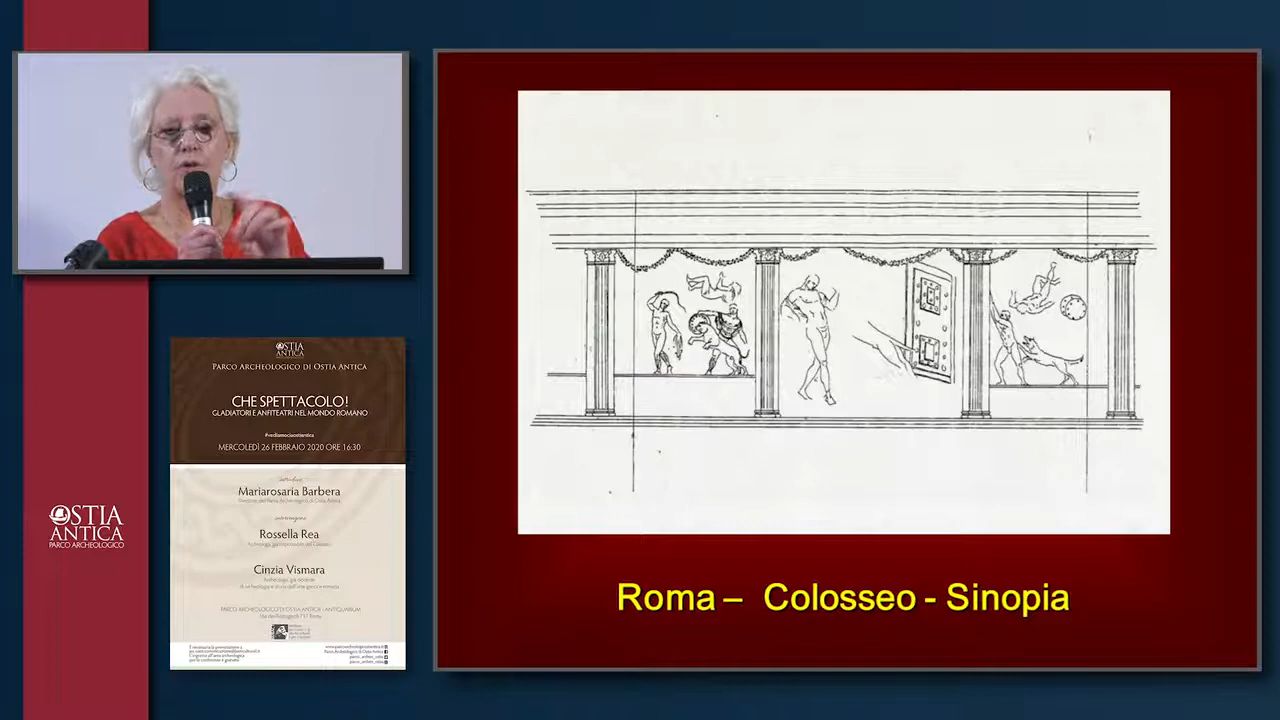 OSTIA
ANTICA
PARCO ARCHEOLOGICO DI OSTIA ANTICA
CHE SPETTACOLO!
GLADIATORI E ANFITEATRI NEL MONDO ROMANO
#vediamociaostiantica
MERCOLEDÌ 26 FEBBRAIO 2020 ORE 16:30
Mariarosaria Barbera
Rossella Rea
Cinzia Vismara
PARCO ARCHEOLOGICO DI OSTIA ANTICA - ANTIQUARIUM
OSTIA
ANTICA
PARCO ARCHEOLOGICO
Roma – Colosseo - Sinopia